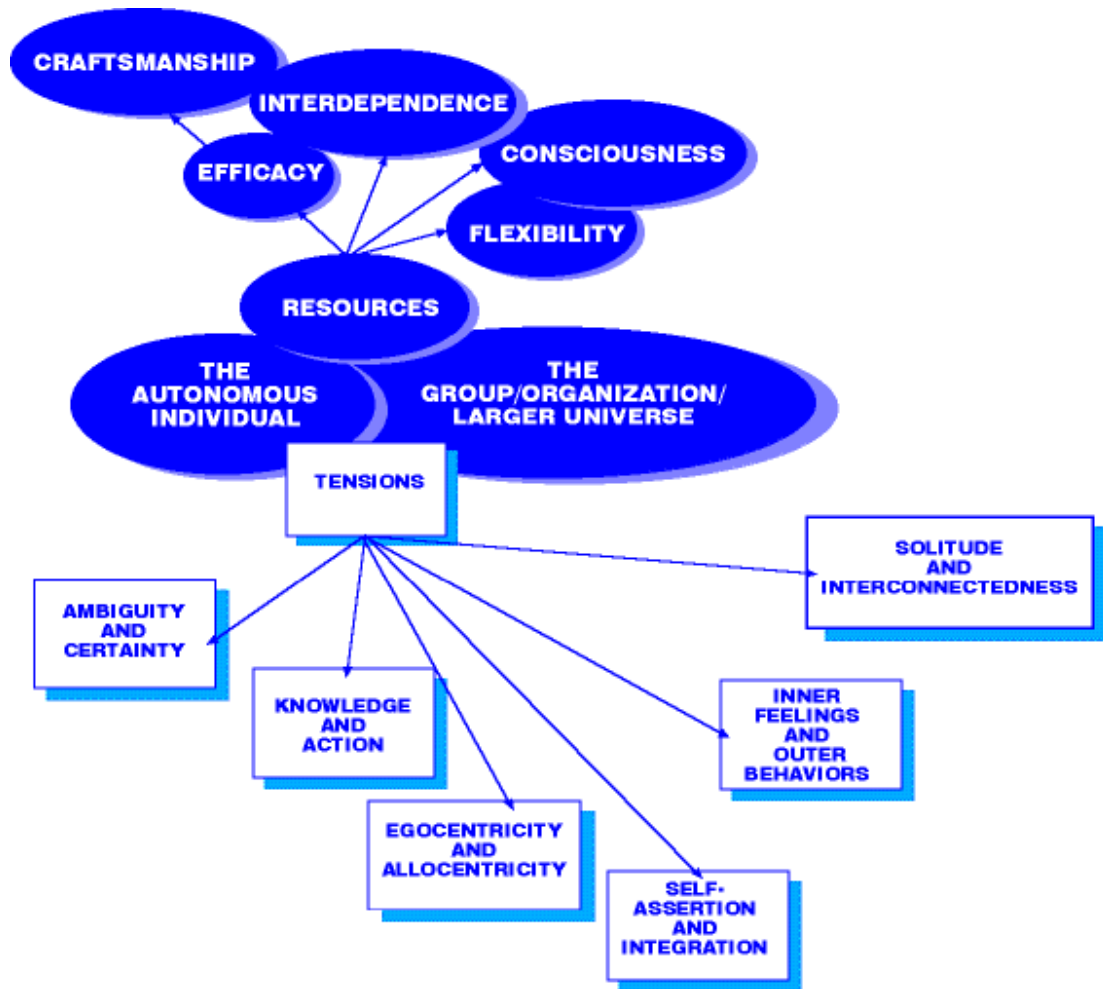 CRAFTSMANSHIP
INTERDEPENDENCE
CONSCIOUSNESS
EFFICACY
FLEXIBILITY
RESOURCES
THE
AUTONOMOUS
INDIVIDUAL
THE
GROUP/ORGANIZATION/
LARGER UNIVERSE
TENSIONS
SOLITUDE
AND
INTERCONNECTEDNESS
AMBIGUITY
AND
CERTAINTY
KNOWLEDGE
AND
ACTION
INNER
FEELINGS
AND
OUTER
BEHAVIORS
EGOCENTRICITY
AND
ALLOCENTRICITY
SELF-
ASSERTION
AND
INTEGRATION